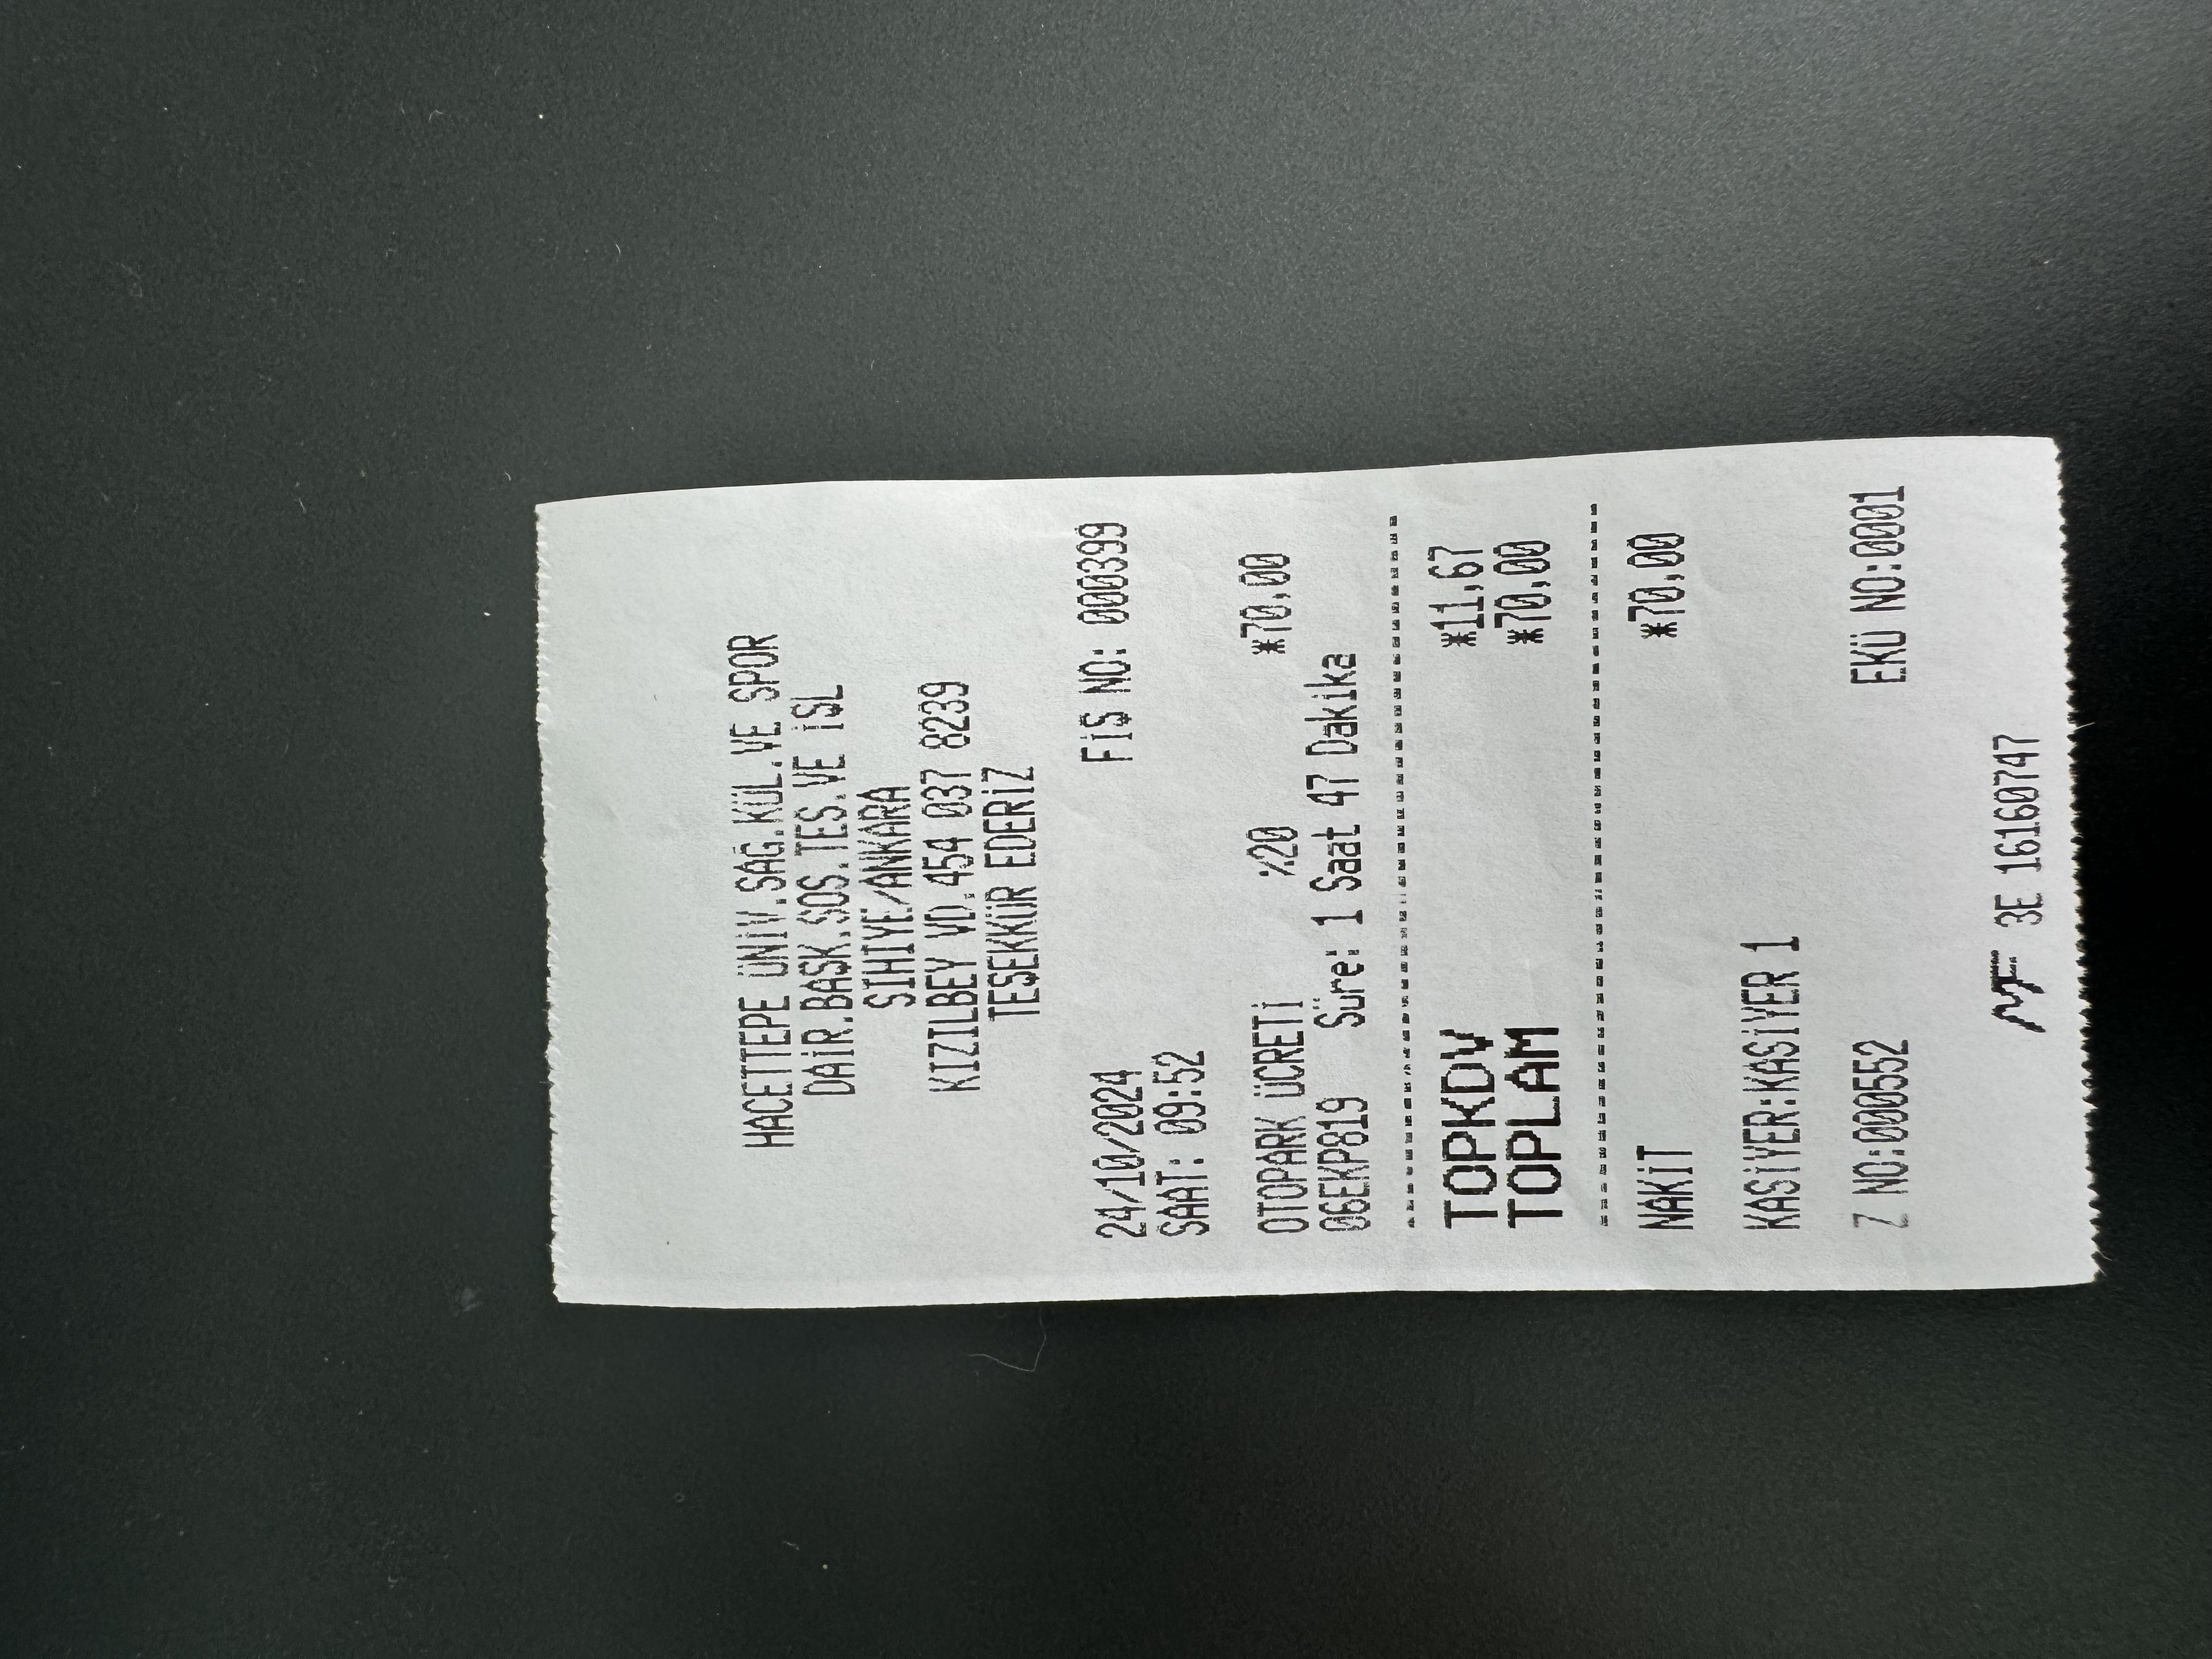 HACETTEPE ÜNİV.SAĞ.KÜL.VE SPOR
DAİR.BAŞK.SOS.TES.VE İŞL
SIHIYE/ANKARA
KIZILBEY VD.454 037 8239
TEŞEKKÜR EDERİZ
24/10/2024 FİŞ NO: 000399
SAAT: 09:52
OTOPARK ÜCRETİ %20 *70,00
06EKP819 Süre: 1 Saat 47 Dakika
TOPKDV *11,67
TOPLAM *70,00
NAKİT *70,00
KASİYER:KASİYER 1
Z NO:000552 EKÜ NO:0001
MF 3E 16160747